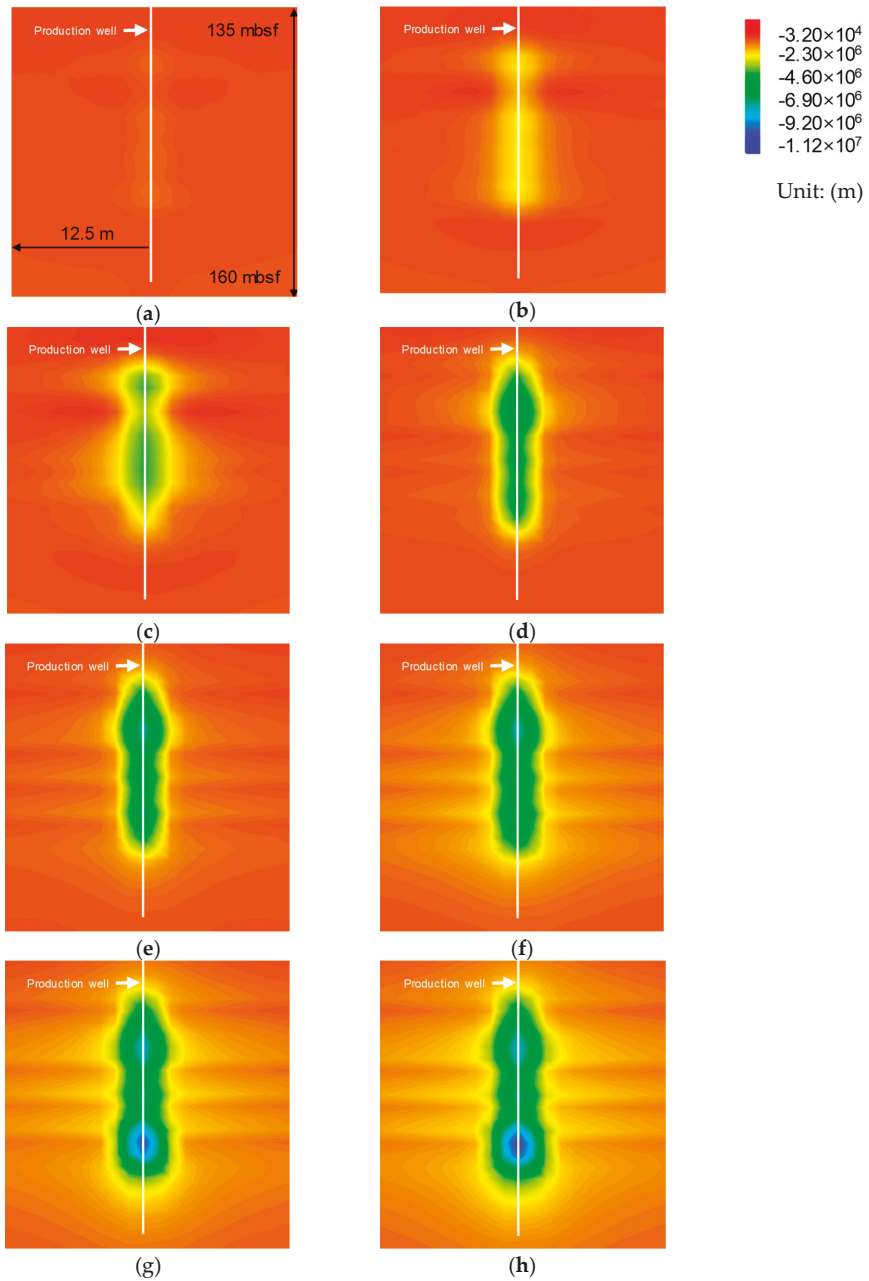 Production well
135 mbsf
12.5 m
160 mbsf
(a)
Production well
(b)
-3.20×10⁴
-2.30×10⁶
-4.60×10⁶
-6.90×10⁶
-9.20×10⁶
-1.12×10⁷
Unit: (m)
Production well
(c)
Production well
(d)
Production well
(e)
Production well
(f)
Production well
(g)
Production well
(h)